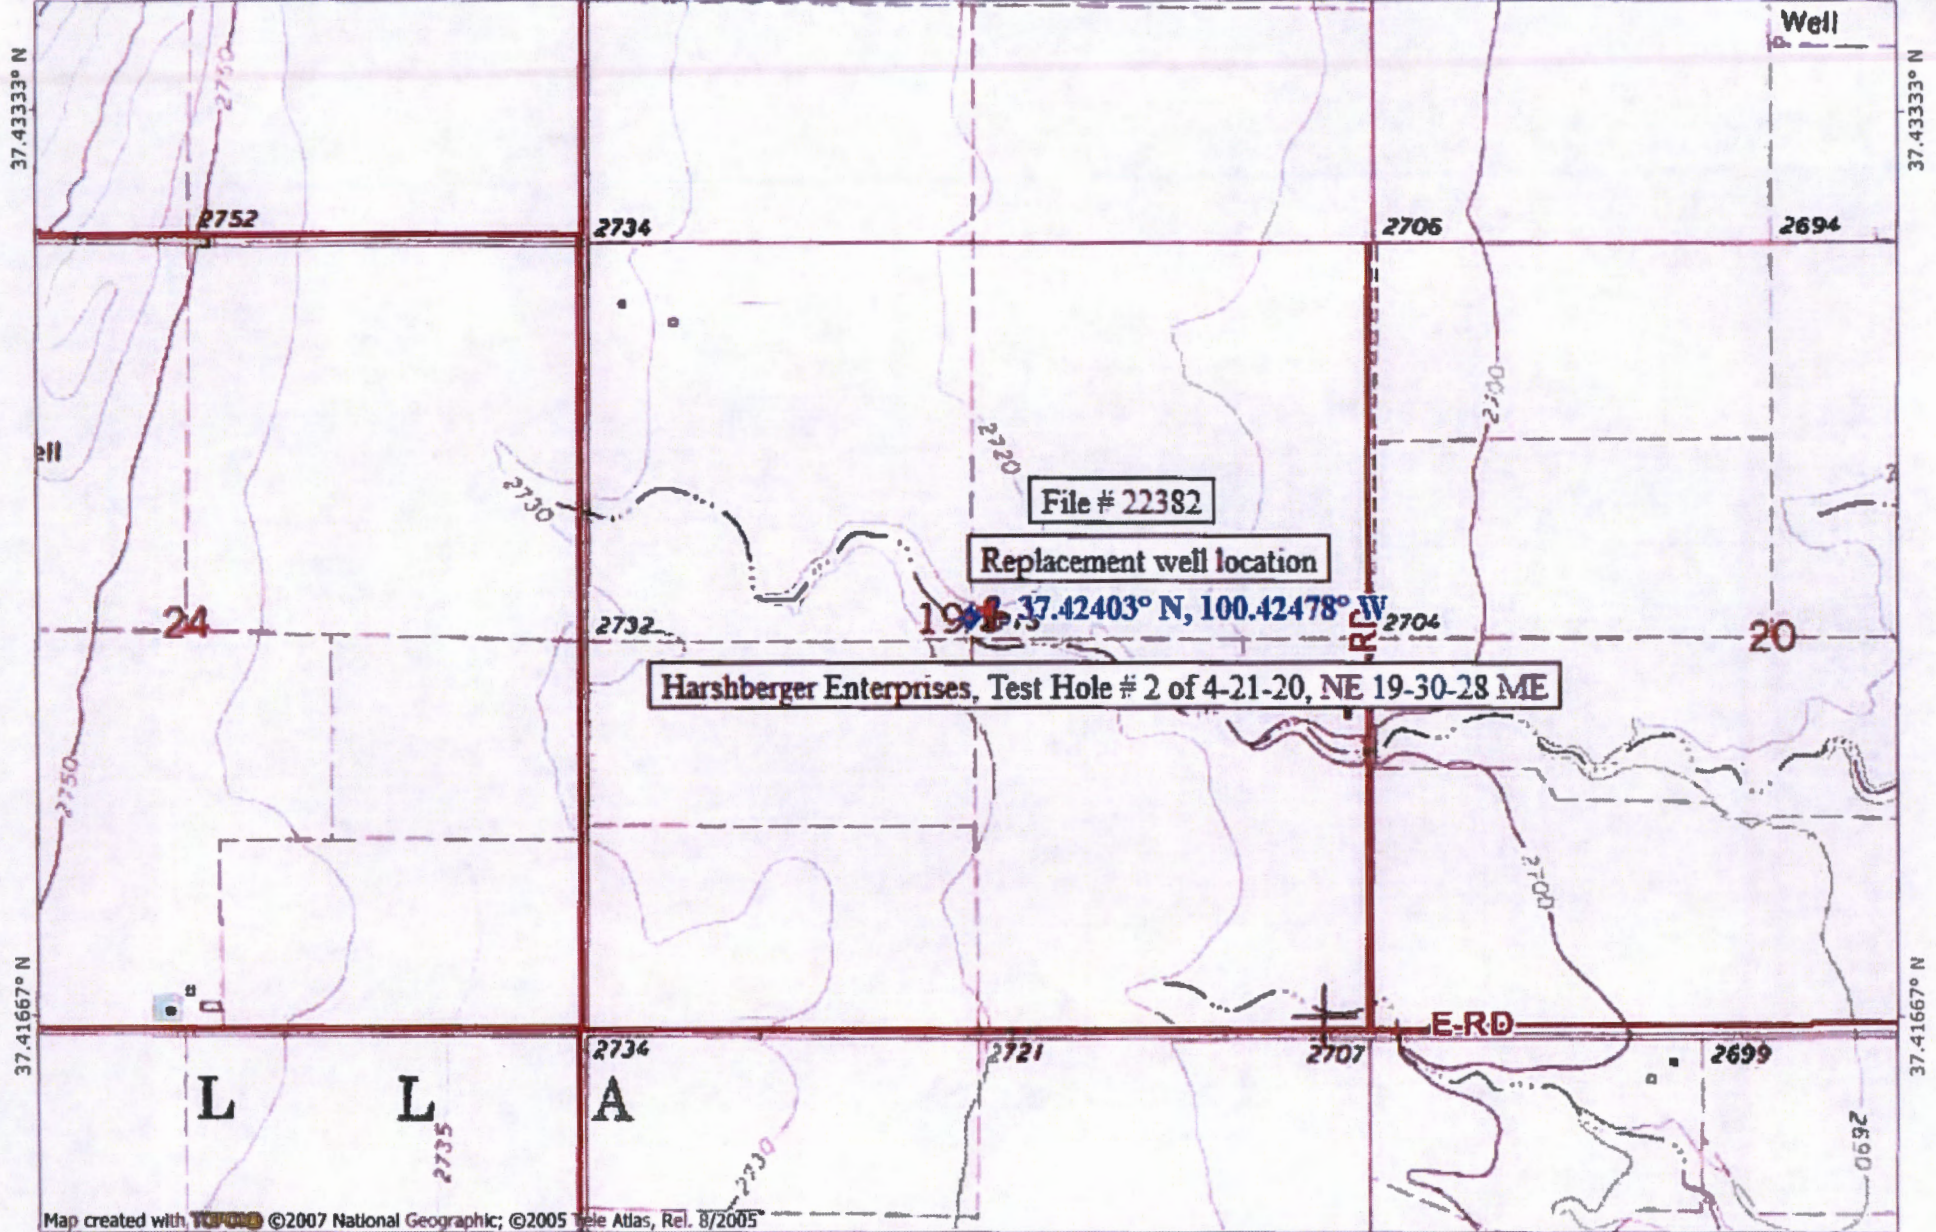 Well
37.43333° N
37.43333° N
2750
2752
2734
2706
2694
2700
ell
2720
2730
File # 22382
Replacement well location
24
2732
19
37.42403° N, 100.42478° W
RD
2704
20
Harshberger Enterprises, Test Hole # 2 of 4-21-20, NE 19-30-28 ME
2750
2700
37.41667° N
37.41667° N
E-RD
2734
2721
2707
2699
L L A
2735
2730
2690
Map created with TOPO! ©2007 National Geographic; ©2005 Tele Atlas, Rel. 8/2005